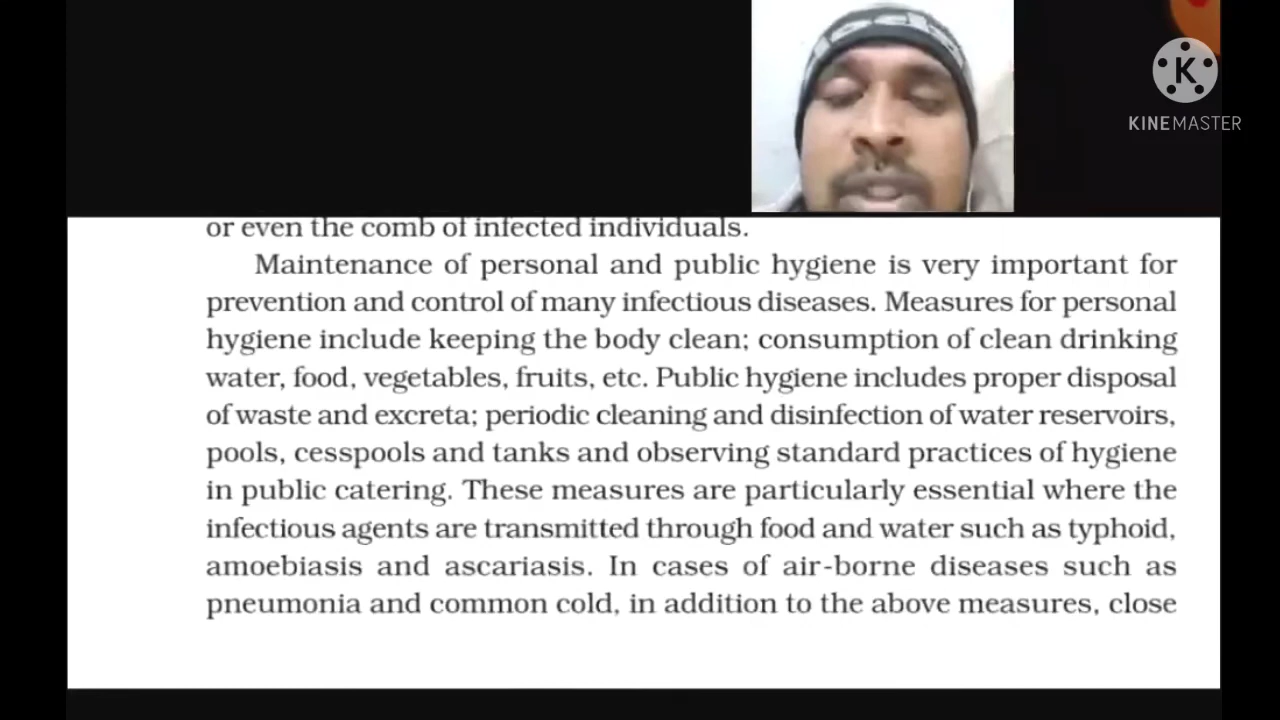 KINEMASTER
or even the comb of infected individuals.
Maintenance of personal and public hygiene is very important for
prevention and control of many infectious diseases. Measures for personal
hygiene include keeping the body clean; consumption of clean drinking
water, food, vegetables, fruits, etc. Public hygiene includes proper disposal
of waste and excreta; periodic cleaning and disinfection of water reservoirs,
pools, cesspools and tanks and observing standard practices of hygiene
in public catering. These measures are particularly essential where the
infectious agents are transmitted through food and water such as typhoid,
amoebiasis and ascariasis. In cases of air-borne diseases such as
pneumonia and common cold, in addition to the above measures, close